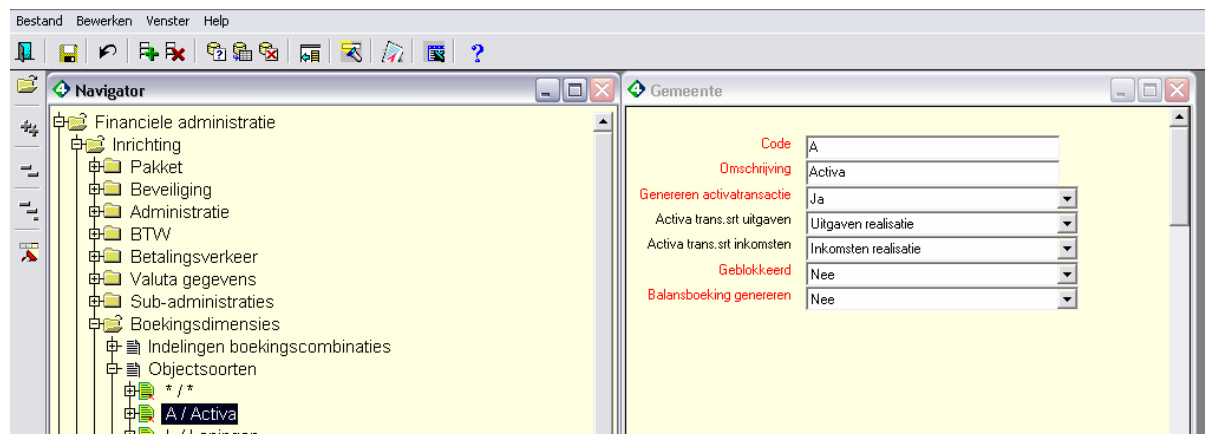 Bestand Bewerken Venster Help
Navigator
Financiele administratie
Inrichting
Pakket
Beveiliging
Administratie
BTW
Betalingsverkeer
Valuta gegevens
Sub-administraties
Boekingsdimensies
Indelingen boekingscombinaties
Objectsoorten
* / *
A / Activa
Gemeente
Code A
Omschrijving Activa
Genereren activatransactie Ja
Activa trans.srt uitgaven Uitgaven realisatie
Activa trans.srt inkomsten Inkomsten realisatie
Geblokkeerd Nee
Balansboeking genereren Nee